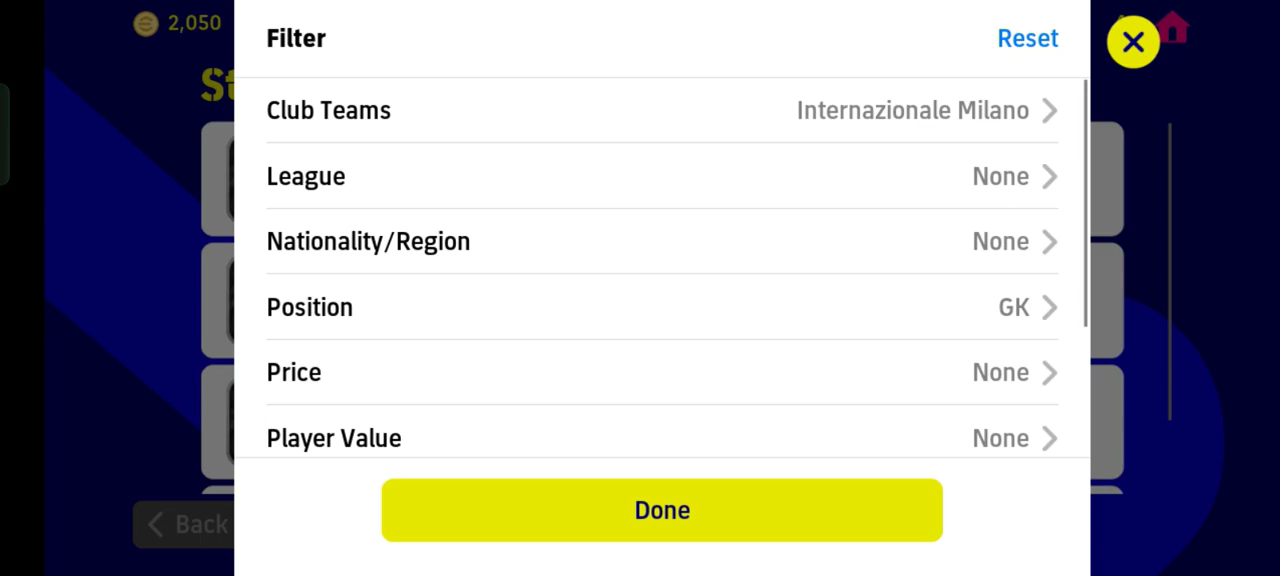 2,050
Filter
Reset
St
Club Teams
Internazionale Milano
League
None
Nationality/Region
None
Position
GK
Price
None
Player Value
None
Back
Done